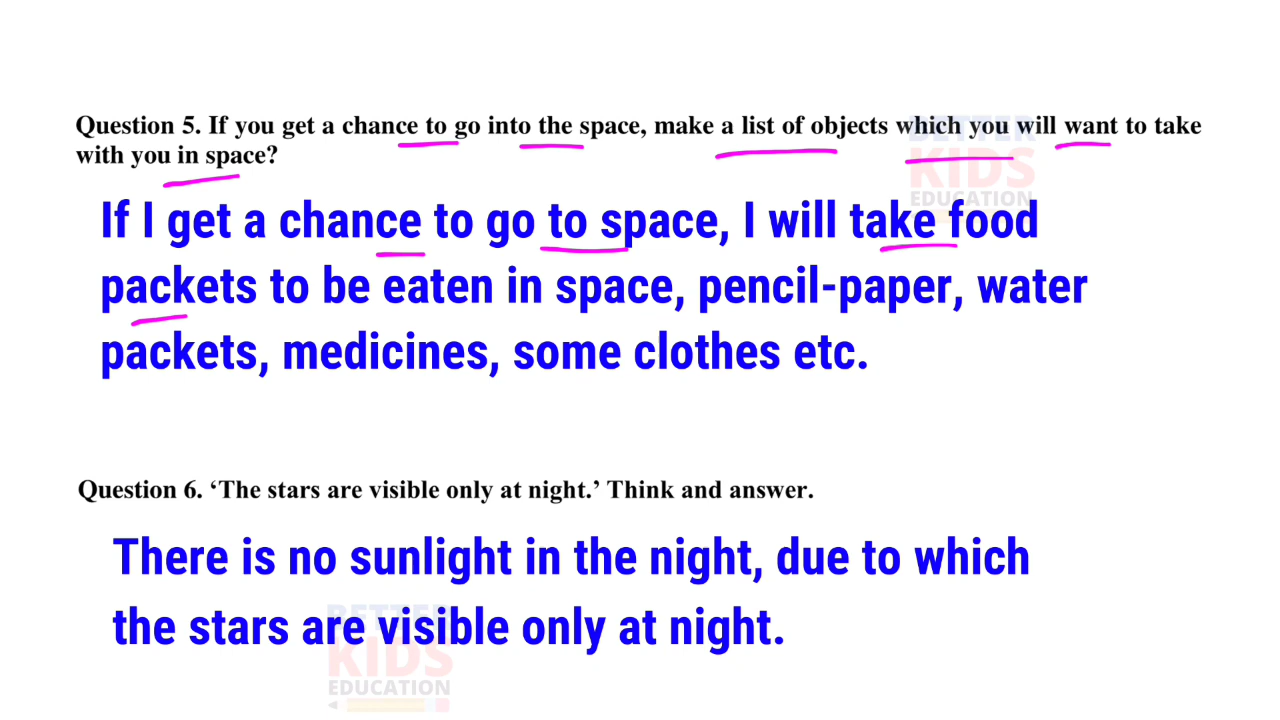 Question 5. If you get a chance to go into the space, make a list of objects which you will want to take
with you in space?
BETTER
KIDS
EDUCATION
If I get a chance to go to space, I will take food
packets to be eaten in space, pencil-paper, water
packets, medicines, some clothes etc.
Question 6. ‘The stars are visible only at night.’ Think and answer.
There is no sunlight in the night, due to which
the stars are visible only at night.
BETTER
KIDS
EDUCATION